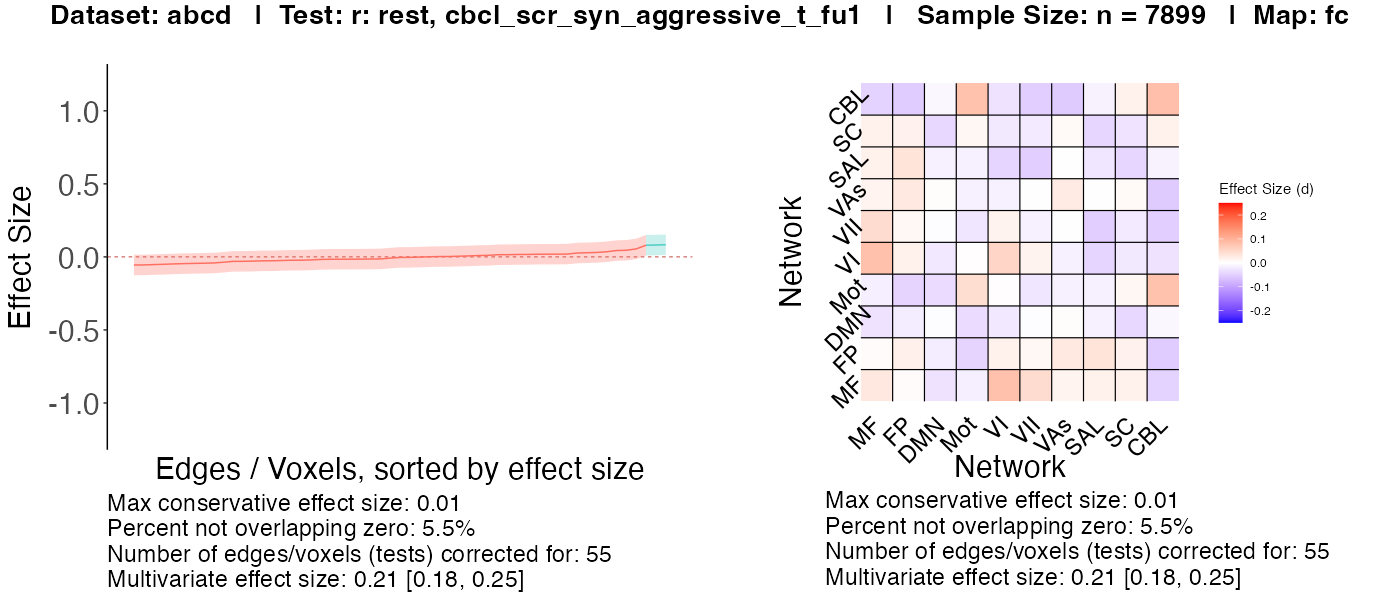 Dataset: abcd | Test: r: rest, cbcl_scr_syn_aggressive_t_fu1 | Sample Size: n = 7899 | Map: fc
Effect Size
1.0
0.5
0.0
-0.5
-1.0
Edges / Voxels, sorted by effect size
Max conservative effect size: 0.01
Percent not overlapping zero: 5.5%
Number of edges/voxels (tests) corrected for: 55
Multivariate effect size: 0.21 [0.18, 0.25]
Network
CBL
SC
SAL
VAs
VII
VI
Mot
DMN
FP
MF
MF FP DMN Mot VI VII VAs SAL SC CBL
Network
Effect Size (d)
0.2
0.1
0.0
-0.1
-0.2
Max conservative effect size: 0.01
Percent not overlapping zero: 5.5%
Number of edges/voxels (tests) corrected for: 55
Multivariate effect size: 0.21 [0.18, 0.25]